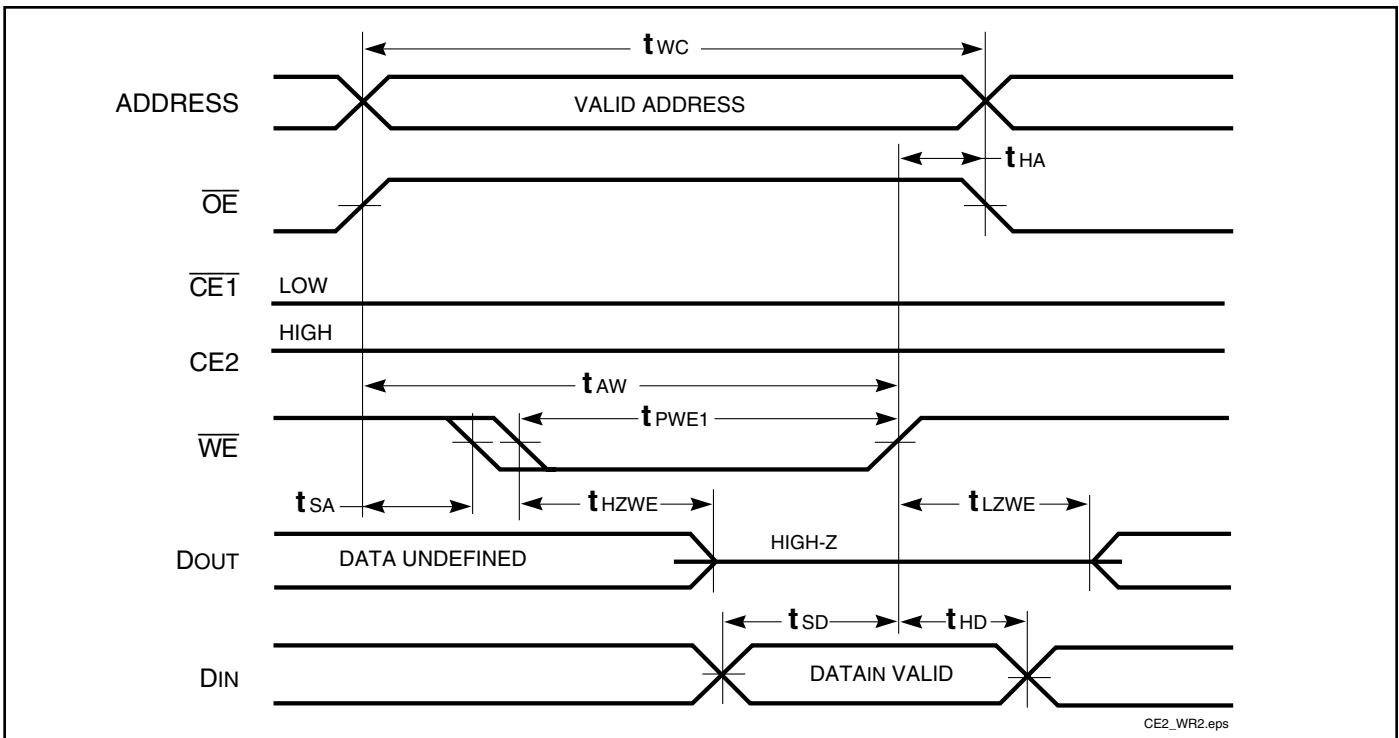 tWC
ADDRESS
VALID ADDRESS
tHA
OE
CE1
LOW
HIGH
CE2
tAW
tPWE1
WE
tSA
tHZWE
tLZWE
DOUT
DATA UNDEFINED
HIGH-Z
tSD
tHD
DIN
DATAIN VALID
CE2_WR2.eps